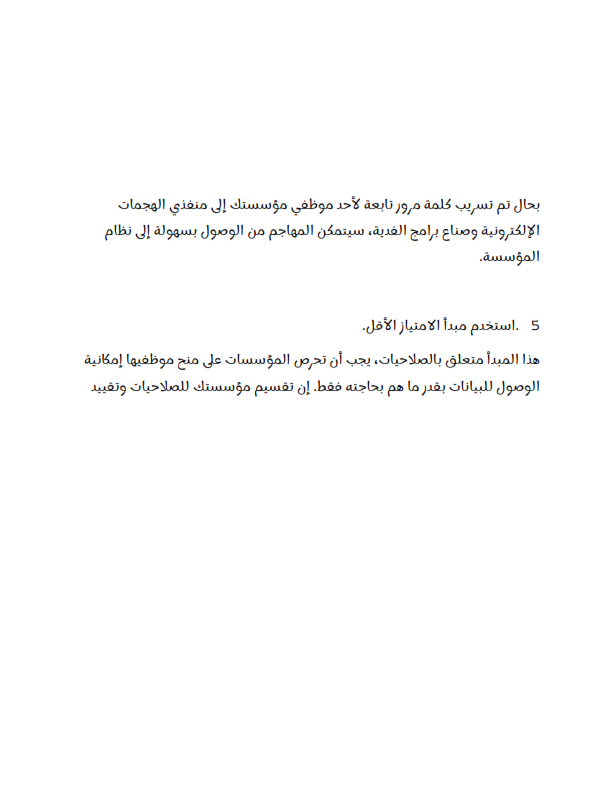 بحال تم تسريب كلمة مرور تابعة لأحد موظفي مؤسستك إلى منفذي الهجمات
الإلكترونية وصناع برامج الفدية، سيتمكن المهاجم من الوصول بسهولة إلى نظام
المؤسسة.
5 .استخدم مبدأ الامتياز الأقل.
هذا المبدأ متعلق بالصلاحيات، يجب أن تحرص المؤسسات على منح موظفيها إمكانية
الوصول للبيانات بقدر ما هم بحاجته فقط. إن تقسيم مؤسستك للصلاحيات وتقييد